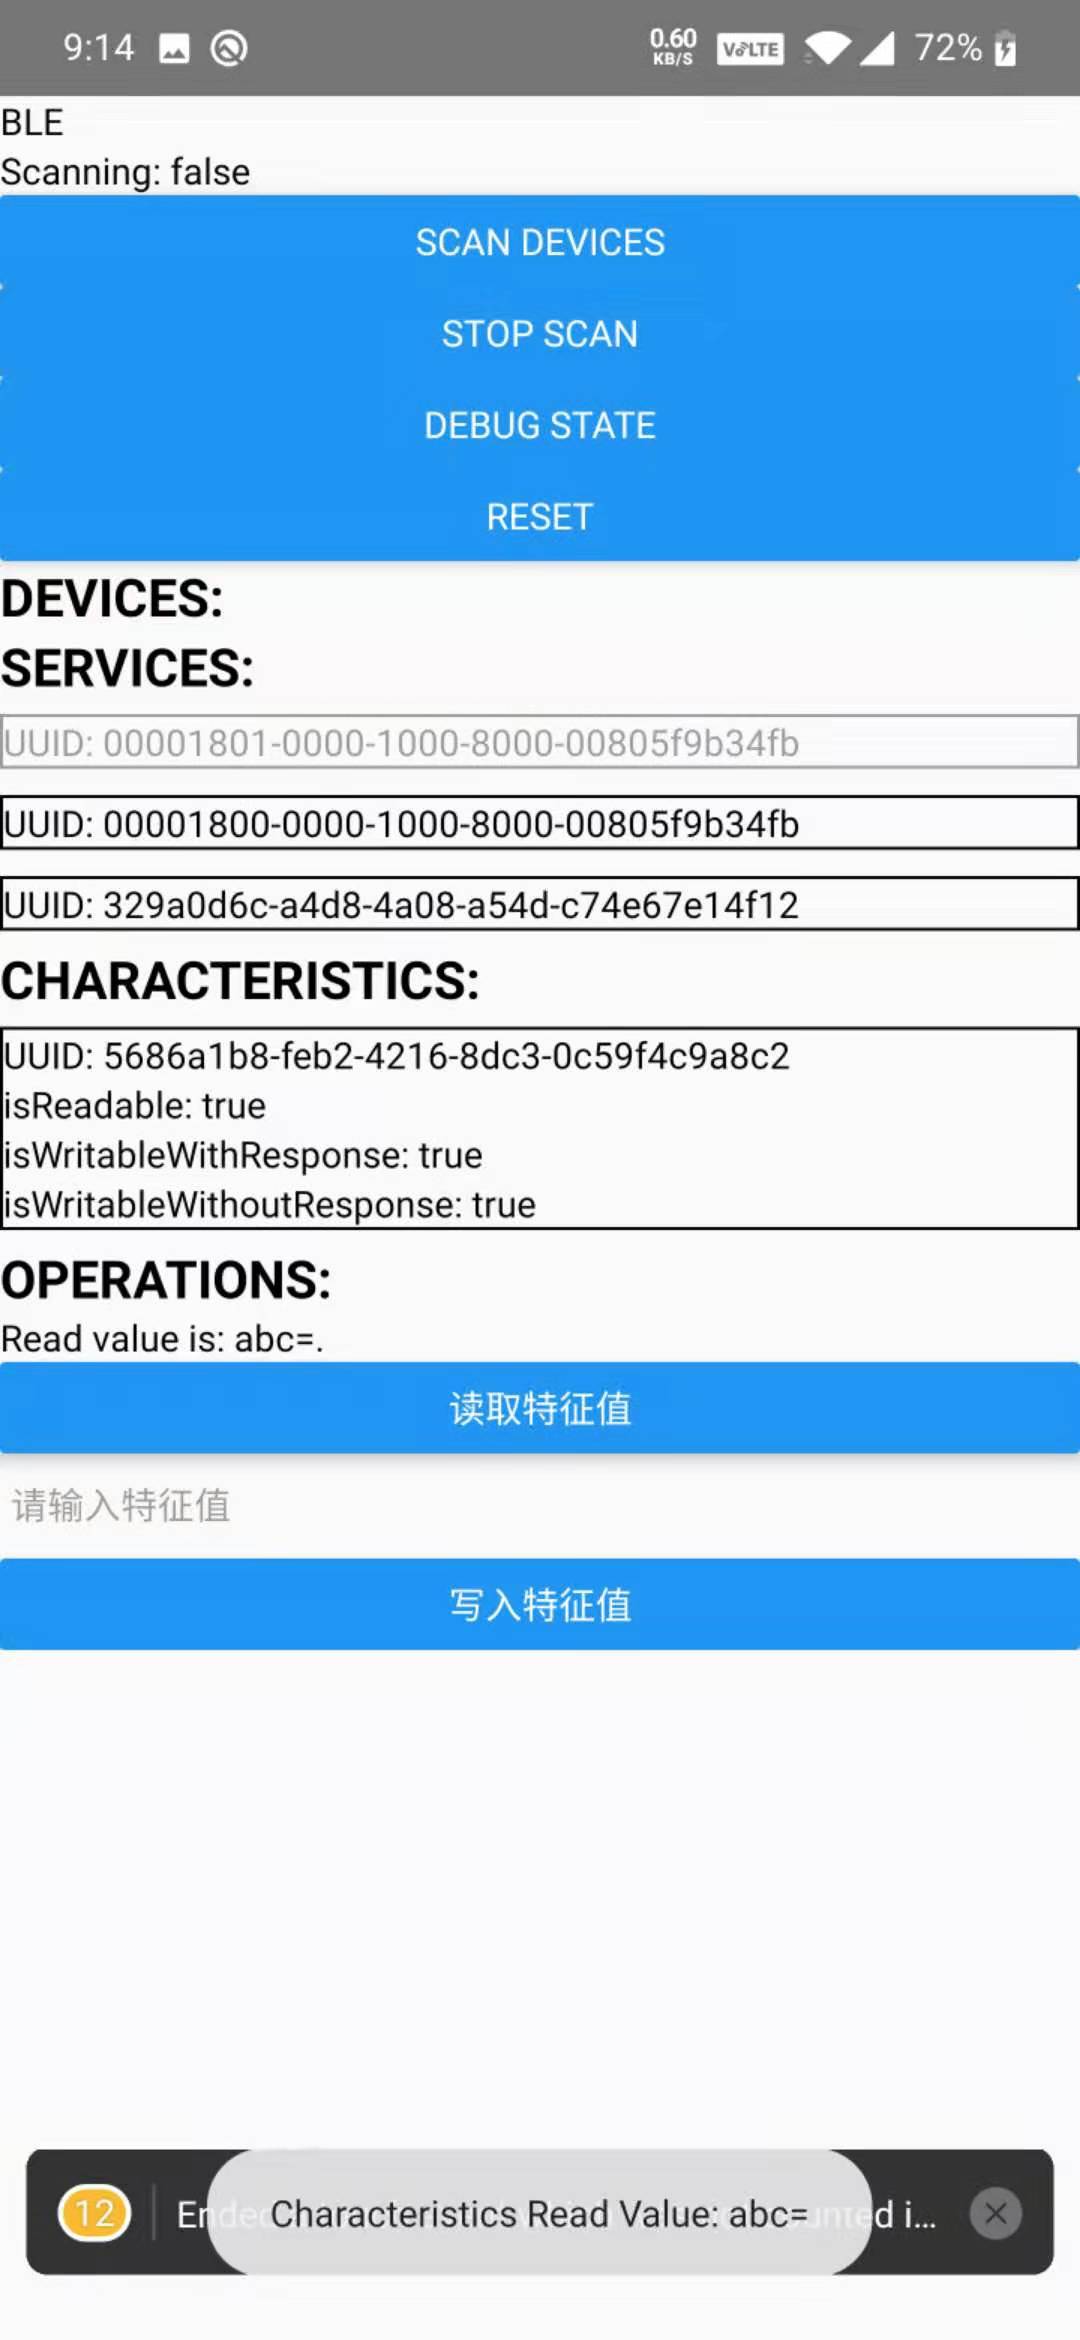 9:14
0.60
KB/S
VoLTE
72%
BLE
Scanning: false
SCAN DEVICES
STOP SCAN
DEBUG STATE
RESET
DEVICES:
SERVICES:
UUID: 00001801-0000-1000-8000-00805f9b34fb
UUID: 00001800-0000-1000-8000-00805f9b34fb
UUID: 329a0d6c-a4d8-4a08-a54d-c74e67e14f12
CHARACTERISTICS:
UUID: 5686a1b8-feb2-4216-8dc3-0c59f4c9a8c2
isReadable: true
isWritableWithResponse: true
isWritableWithoutResponse: true
OPERATIONS:
Read value is: abc=.
读取特征值
请输入特征值
写入特征值
12
Characteristics Read Value: abc=